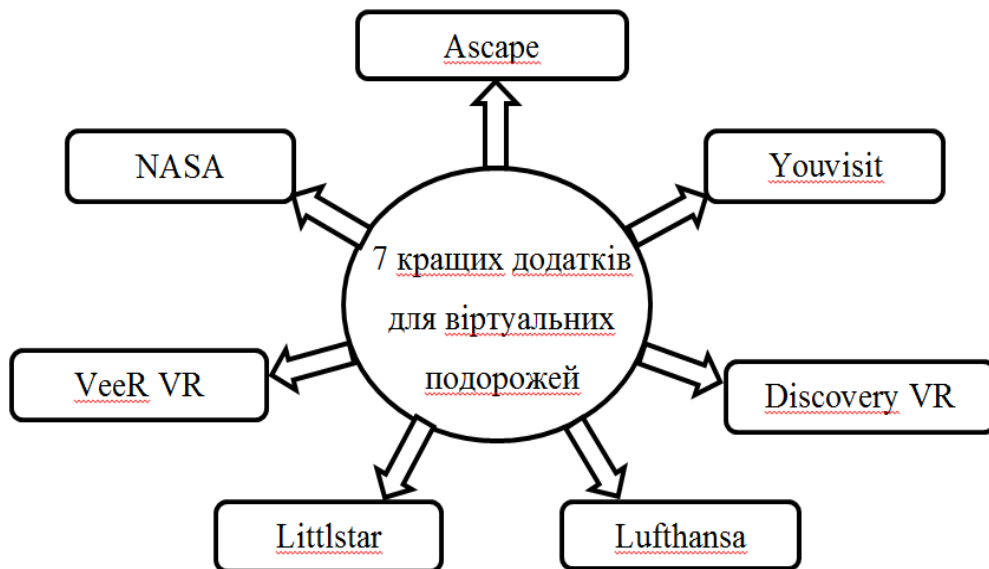 Ascape
NASA
Youvisit
7 кращих додатків
для віртуальних
подорожей
VeeR VR
Discovery VR
Littlstar
Lufthansa